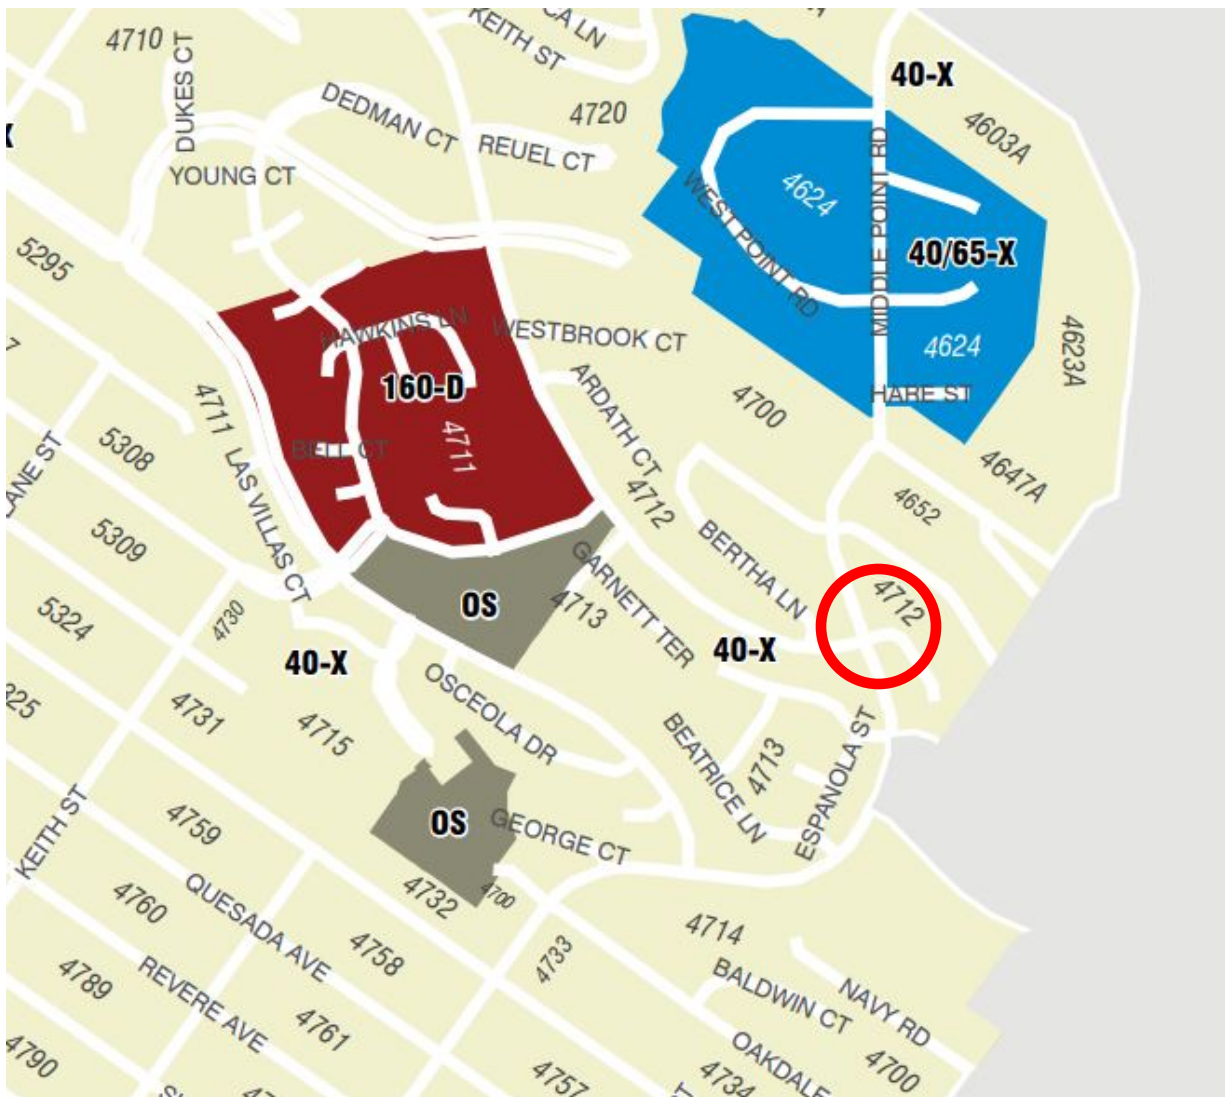 4710
DUKES CT
KEITH ST
CA LN
40-X
4603A
DEDMAN CT
4720
REUEL CT
YOUNG CT
4624
WEST POINT RD
MIDDLE POINT RD
40/65-X
5295
HAWKINS LN
WESTBROOK CT
4623A
4624
HARE ST
160-D
4711
4711
BELL CT
ARDATH CT
4700
4712
5308
LANE ST
LAS VILLAS CT
4647A
4652
5309
BERTHA LN
4712
GARNETT TER
OS
4713
5324
4730
40-X
40-X
OSCEOLA DR
4731
4715
BEATRICE LN
4713
ESPANOLA ST
KEITH ST
4759
OS
GEORGE CT
4732
4700
4760
QUESADA AVE
4758
4733
4714
BALDWIN CT
NAVY RD
4789
REVERE AVE
4761
4790
4757
OAKDALE
4734
4700